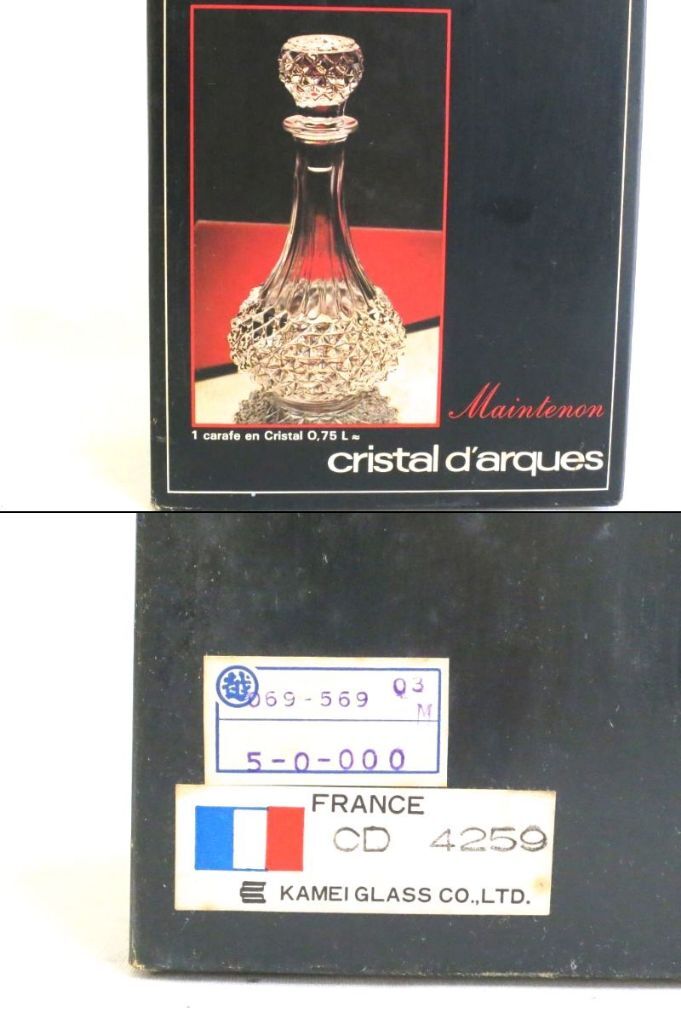 Maintenon
1 carafe en Cristal 0,75 L ≈
cristal d'arques
越
069-569 03
M
5-0-000
FRANCE
CD 4259
KAMEI GLASS CO.,LTD.